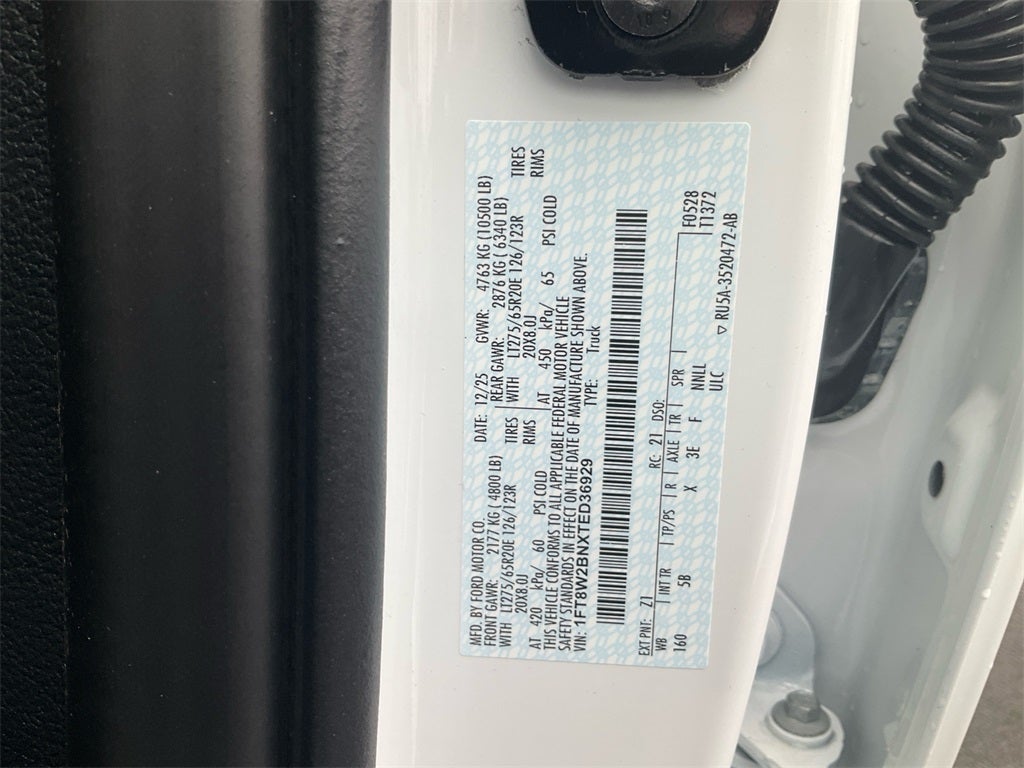 MFD. BY FORD MOTOR CO.
DATE: 12/25 GVWR: 4763 KG (10500 LB)
FRONT GAWR: 2177 KG ( 4800 LB) REAR GAWR: 2876 KG ( 6340 LB)
WITH LT275/65R20E 126/123R TIRES WITH LT275/65R20E 126/123R TIRES
20X8.0J RIMS 20X8.0J RIMS
AT 420 kPa/ 60 PSI COLD AT 450 kPa/ 65 PSI COLD
THIS VEHICLE CONFORMS TO ALL APPLICABLE FEDERAL MOTOR VEHICLE
SAFETY STANDARDS IN EFFECT ON THE DATE OF MANUFACTURE SHOWN ABOVE.
VIN: 1FT8W2BNXTED36929 TYPE: Truck
EXT PNT: Z1 RC: 21 DSO: F0528
WB INT TR TP/PS R AXLE TR SPR T1372
160 5B X 3E F NNLL
ULC ▽ RU5A-3520472-AB